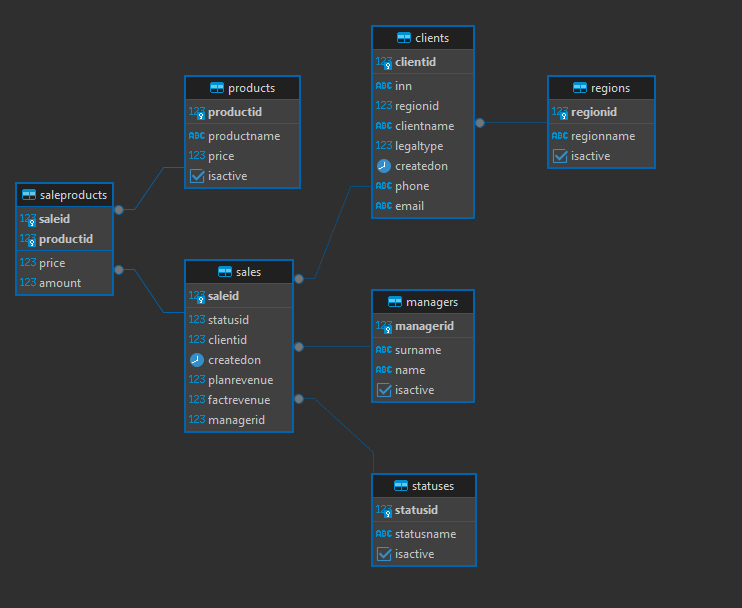 clients
123 clientid
ABC inn
123 regionid
ABC clientname
123 legaltype
createdon
ABC phone
ABC email
products
123 productid
ABC productname
123 price
isactive
regions
123 regionid
ABC regionname
isactive
saleproducts
123 saleid
123 productid
123 price
123 amount
sales
123 saleid
123 statusid
123 clientid
createdon
123 planrevenue
123 factrevenue
123 managerid
managers
123 managerid
ABC surname
ABC name
isactive
statuses
123 statusid
ABC statusname
isactive